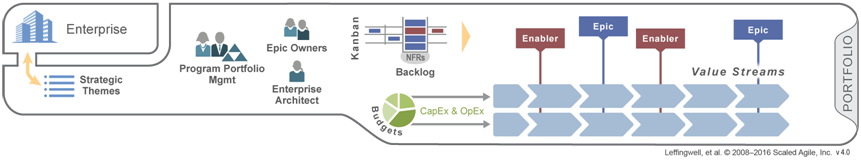 Enterprise
Strategic
Themes
Program Portfolio
Mgmt
Epic Owners
Enterprise
Architect
Kanban
NFRs
Backlog
Budgets
CapEx & OpEx
Enabler
Epic
Enabler
Epic
Value Streams
PORTFOLIO
Leffingwell, et al. © 2008–2016 Scaled Agile, Inc. v 4.0